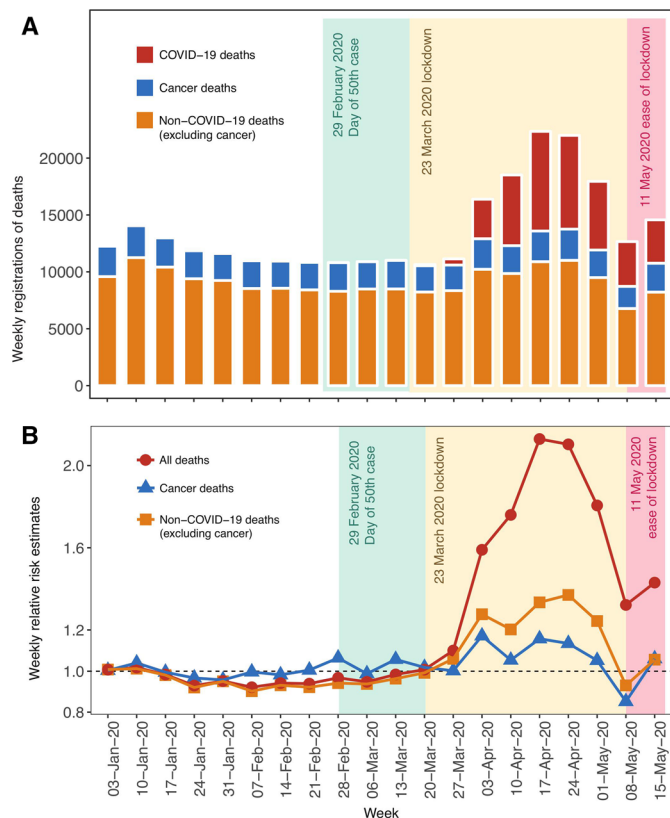 A
COVID–19 deaths
Cancer deaths
Non–COVID–19 deaths
(excluding cancer)
29 February 2020
Day of 50th case
23 March 2020 lockdown
11 May 2020 ease of lockdown
Weekly registrations of deaths
20000
15000
10000
5000
0
B
All deaths
Cancer deaths
Non–COVID–19 deaths
(excluding cancer)
29 February 2020
Day of 50th case
23 March 2020 lockdown
11 May 2020
ease of lockdown
Weekly relative risk estimates
2.0
1.6
1.2
1.0
0.8
03–Jan–20
10–Jan–20
17–Jan–20
24–Jan–20
31–Jan–20
07–Feb–20
14–Feb–20
21–Feb–20
28–Feb–20
06–Mar–20
13–Mar–20
20–Mar–20
27–Mar–20
03–Apr–20
10–Apr–20
17–Apr–20
24–Apr–20
01–May–20
08–May–20
15–May–20
Week